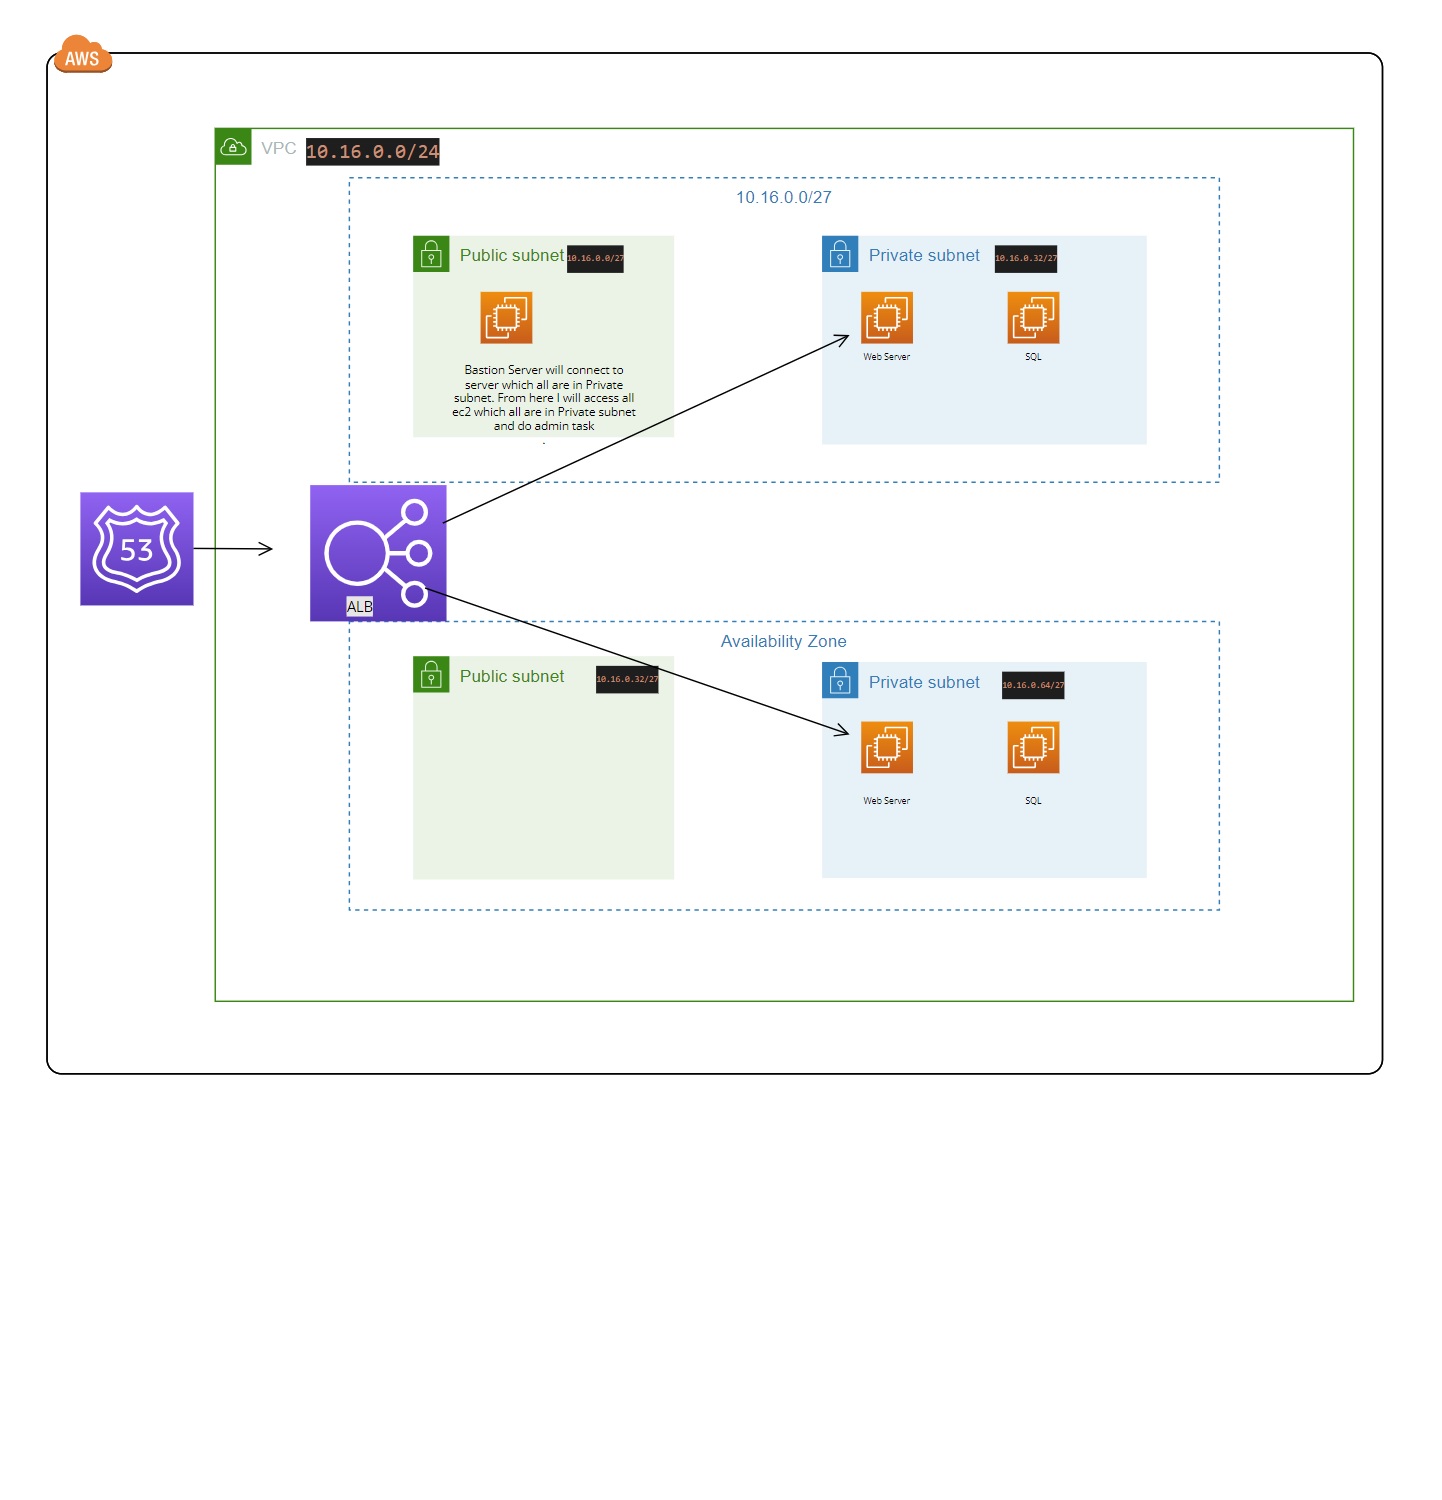 AWS
VPC 10.16.0.0/24
10.16.0.0/27
Public subnet 10.16.0.0/27
Private subnet 10.16.0.32/27
Bastion Server will connect to
server which all are in Private
subnet. From here I will access all
ec2 which all are in Private subnet
and do admin task
.
Web Server
SQL
53
ALB
Availability Zone
Public subnet 10.16.0.32/27
Private subnet 10.16.0.64/27
Web Server
SQL